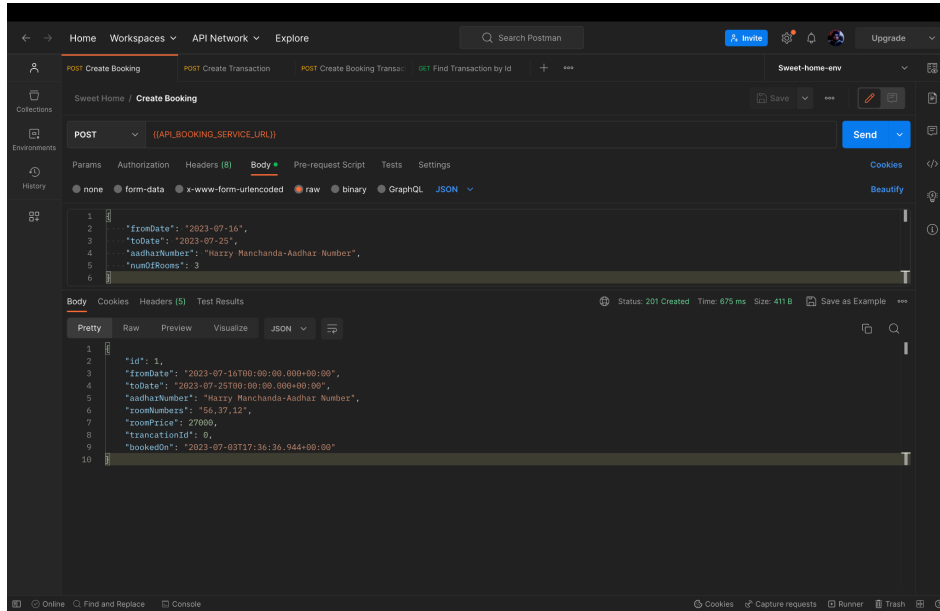 Home Workspaces API Network Explore Search Postman Invite Upgrade
POST Create Booking POST Create Transaction POST Create Booking Transac GET Find Transaction by Id + Sweet-home-env
Sweet Home / Create Booking Save
Collections
POST {{API_BOOKING_SERVICE_URL}} Send
Environments
Params Authorization Headers (8) Body Pre-request Script Tests Settings Cookies
History
none form-data x-www-form-urlencoded raw binary GraphQL JSON Beautify
1 {
2 "fromDate": "2023-07-16",
3 "toDate": "2023-07-25",
4 "aadharNumber": "Harry Manchanda-Aadhar Number",
5 "numOfRooms": 3
6 }
Body Cookies Headers (5) Test Results Status: 201 Created Time: 675 ms Size: 411 B Save as Example
Pretty Raw Preview Visualize JSON
1 {
2 "id": 1,
3 "fromDate": "2023-07-16T00:00:00.000+00:00",
4 "toDate": "2023-07-25T00:00:00.000+00:00",
5 "aadharNumber": "Harry Manchanda-Aadhar Number",
6 "roomNumbers": "56,37,12",
7 "roomPrice": 27000,
8 "trancationId": 0,
9 "bookedOn": "2023-07-03T17:36:36.944+00:00"
10 }
Online Find and Replace Console Cookies Capture requests Runner Trash